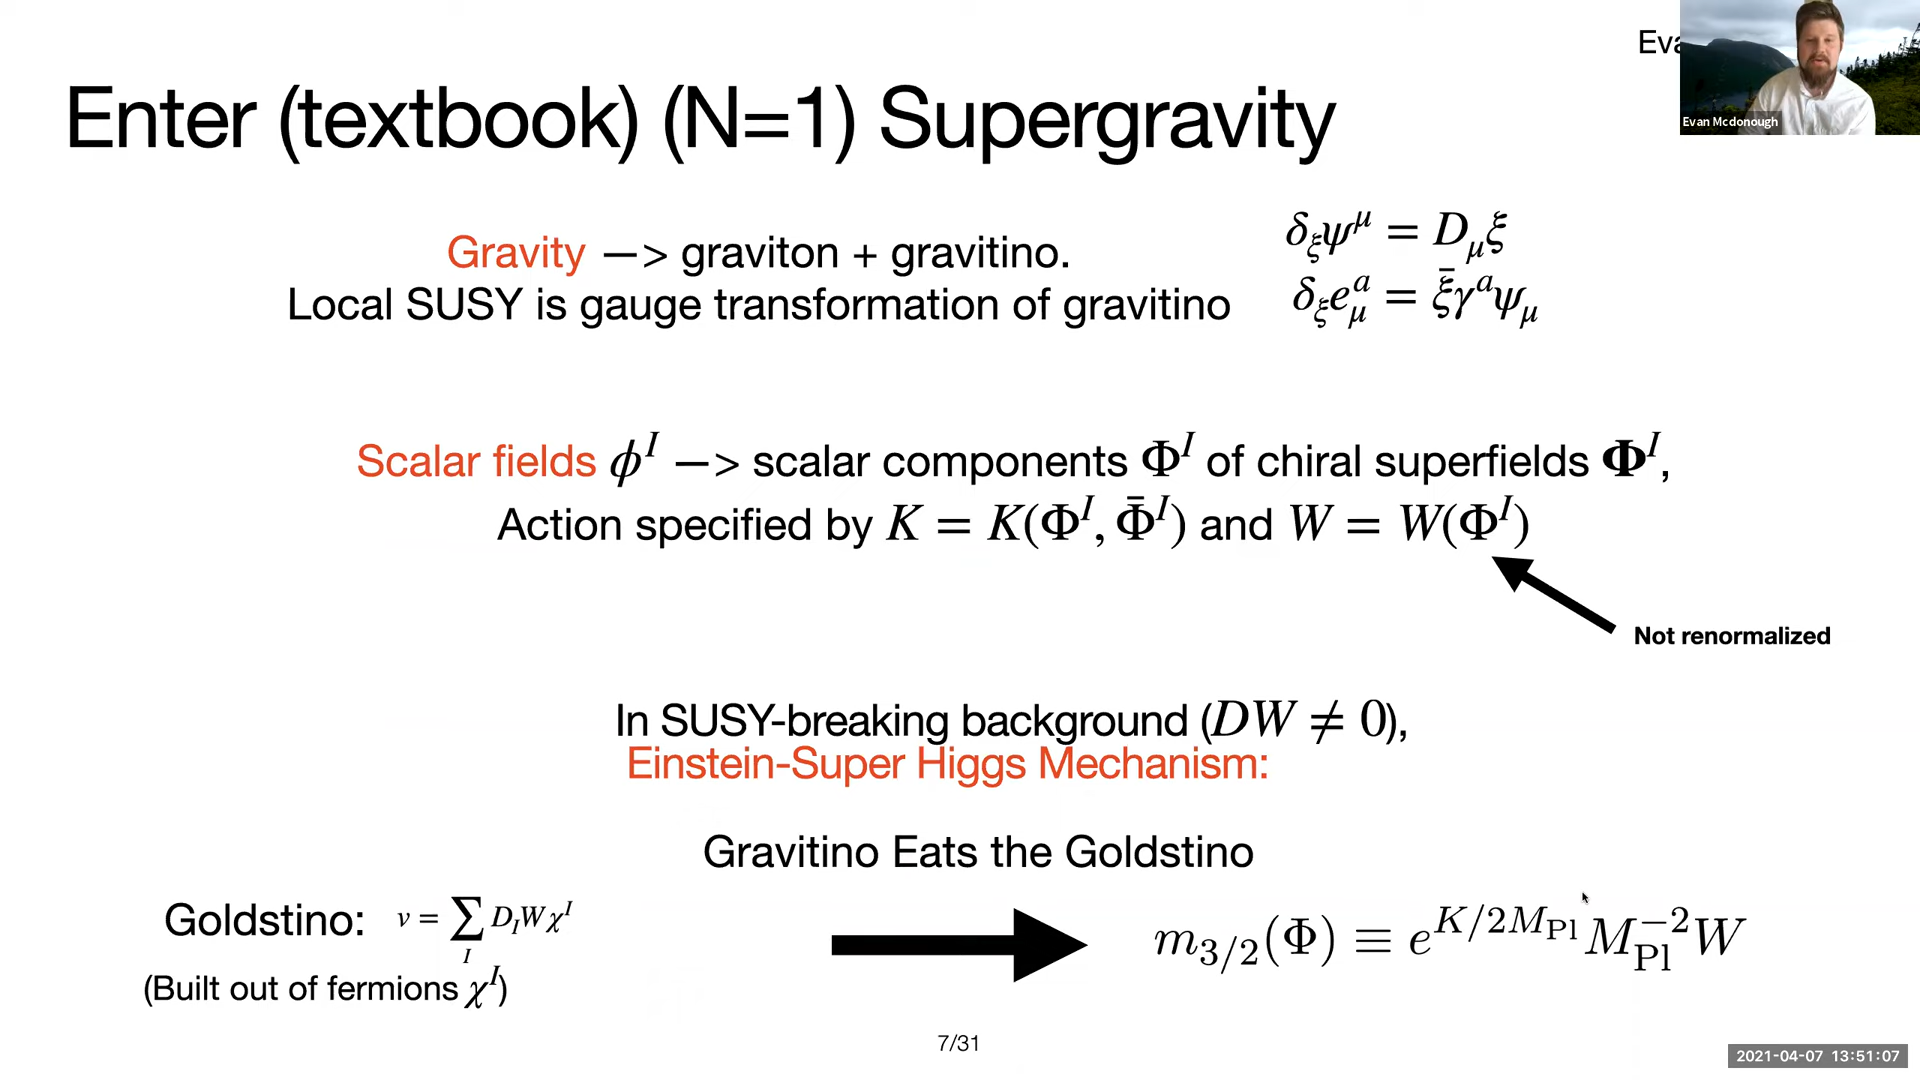 Eva
Enter (textbook) (N=1) Supergravity
Evan Mcdonough
Gravity —> graviton + gravitino.
Local SUSY is gauge transformation of gravitino
δ_ξψ^μ = D_μξ
δ_ξe^a_μ = ξ̄γ^aψ_μ
Scalar fields ϕ^I —> scalar components Φ^I of chiral superfields 𝚽^I,
Action specified by K = K(Φ^I, Φ̄^I) and W = W(Φ^I)
Not renormalized
In SUSY-breaking background (DW ≠ 0),
Einstein-Super Higgs Mechanism:
Gravitino Eats the Goldstino
Goldstino: v = ∑_I D_IWχ^I
(Built out of fermions χ^I)
m_{3/2}(Φ) ≡ e^{K/2M_Pl}M_Pl^{-2}W
7/31
2021-04-07 13:51:07